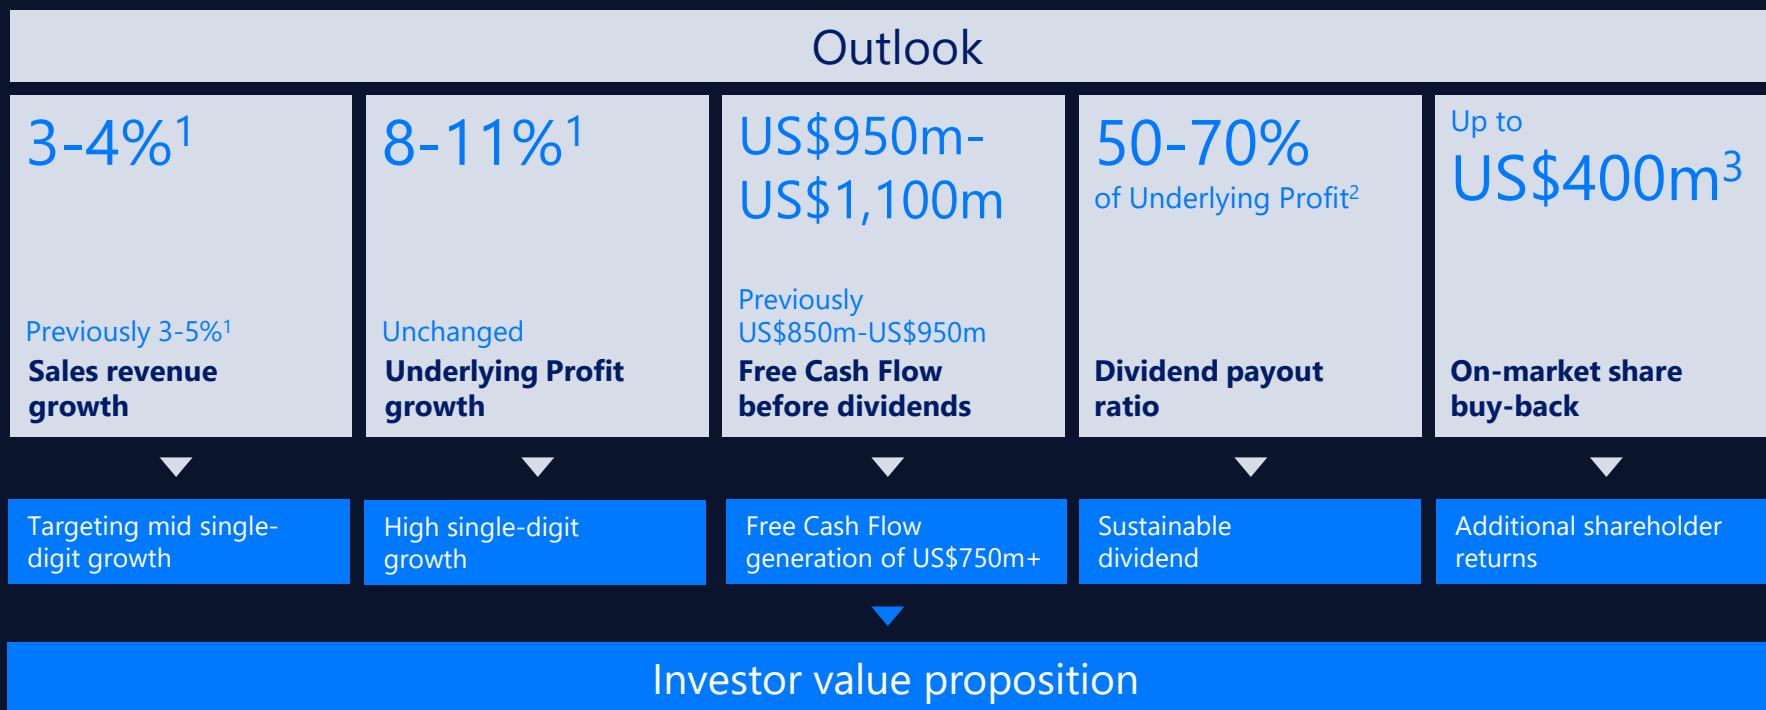 Outlook
3-4%¹
Previously 3-5%¹
Sales revenue
growth
8-11%¹
Unchanged
Underlying Profit
growth
US$950m-
US$1,100m
Previously
US$850m-US$950m
Free Cash Flow
before dividends
50-70%
of Underlying Profit²
Dividend payout
ratio
Up to
US$400m³
On-market share
buy-back
Targeting mid single-
digit growth
High single-digit
growth
Free Cash Flow
generation of US$750m+
Sustainable
dividend
Additional shareholder
returns
Investor value proposition